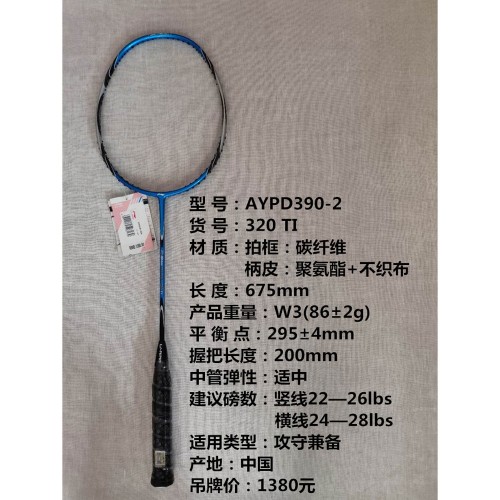 型 号：AYPD390-2
货 号：320 TI
材 质：拍框：碳纤维
柄皮：聚氨酯+不织布
长 度：675mm
产品重量：W3(86±2g)
平 衡 点：295±4mm
握把长度：200mm
中管弹性：适中
建议磅数：竖线22—26lbs
横线24—28lbs
适用类型：攻守兼备
产地：中国
吊牌价：1380元